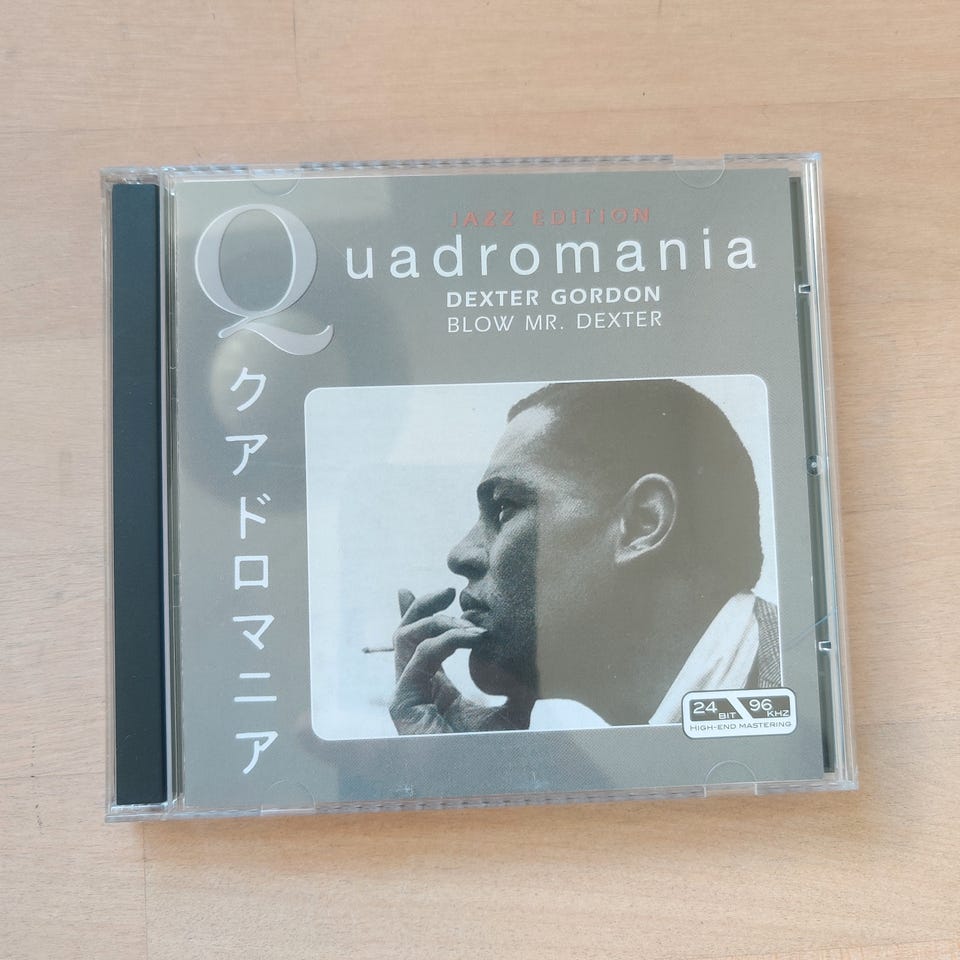 JAZZ EDITION
Quadromania
DEXTER GORDON
BLOW MR. DEXTER
クアドロマニア
24 BIT 96 KHZ
HIGH-END MASTERING